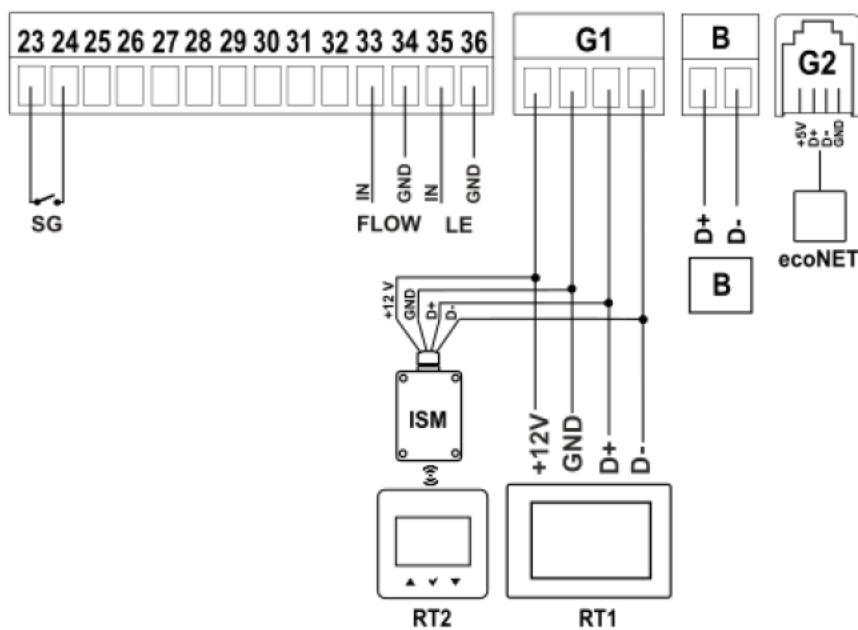 23 24 25 26 27 28 29 30 31 32 33 34 35 36
G1
B
G2
+5V
D+
D-
GND
IN
GND
IN
GND
SG
FLOW
LE
D+
D-
ecoNET
B
+12 V
GND
D+
D-
ISM
+12V
GND
D+
D-
RT2
RT1